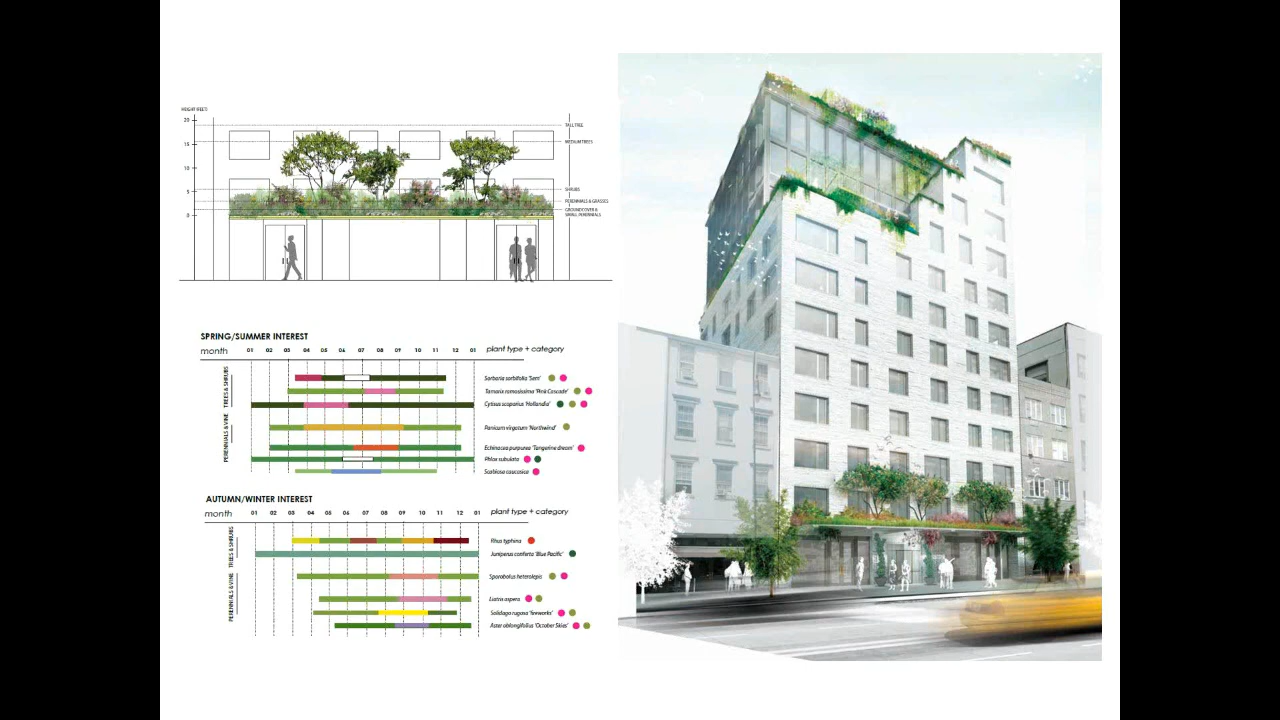 HEIGHT (FEET)
20
TALL TREE
15
MEDIUM TREES
10
5
SHRUBS
PERENNIALS & GRASSES
0
GROUNDCOVER &
SMALL PERENNIALS
SPRING/SUMMER INTEREST
month 01 02 03 04 05 06 07 08 09 10 11 12 01 plant type + category
TREES & SHRUBS
Sorbaria sorbifolia 'Sem'
Tamarix ramosissima 'Pink Cascade'
Cytisus scoparius 'Hollandia'
PERENNIALS & VINE
Panicum virgatum 'Northwind'
Echinacea purpurea 'Tangerine dream'
Phlox subulata
Scabiosa caucasica
AUTUMN/WINTER INTEREST
month 01 02 03 04 05 06 07 08 09 10 11 12 01 plant type + category
TREES & SHRUBS
Rhus typhina
Juniperus conferta 'Blue Pacific'
PERENNIALS & VINE
Sporobolus heterolepis
Liatris aspera
Solidago rugosa 'fireworks'
Aster oblongifolius 'October Skies'